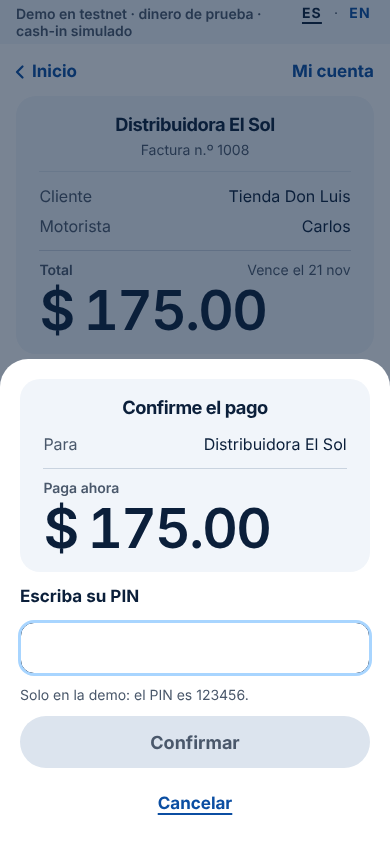 Demo en testnet · dinero de prueba ·
cash-in simulado
ES · EN
Inicio
Mi cuenta
Distribuidora El Sol
Factura n.º 1008
Cliente Tienda Don Luis
Motorista Carlos
Total Vence el 21 nov
$ 175.00
Confirme el pago
Para Distribuidora El Sol
Paga ahora
$ 175.00
Escriba su PIN
Solo en la demo: el PIN es 123456.
Confirmar
Cancelar